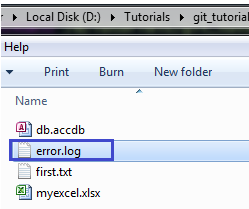 Local Disk (D:) Tutorials git_tutorial
Help
Print Burn New folder
Name
db.accdb
error.log
first.txt
myexcel.xlsx